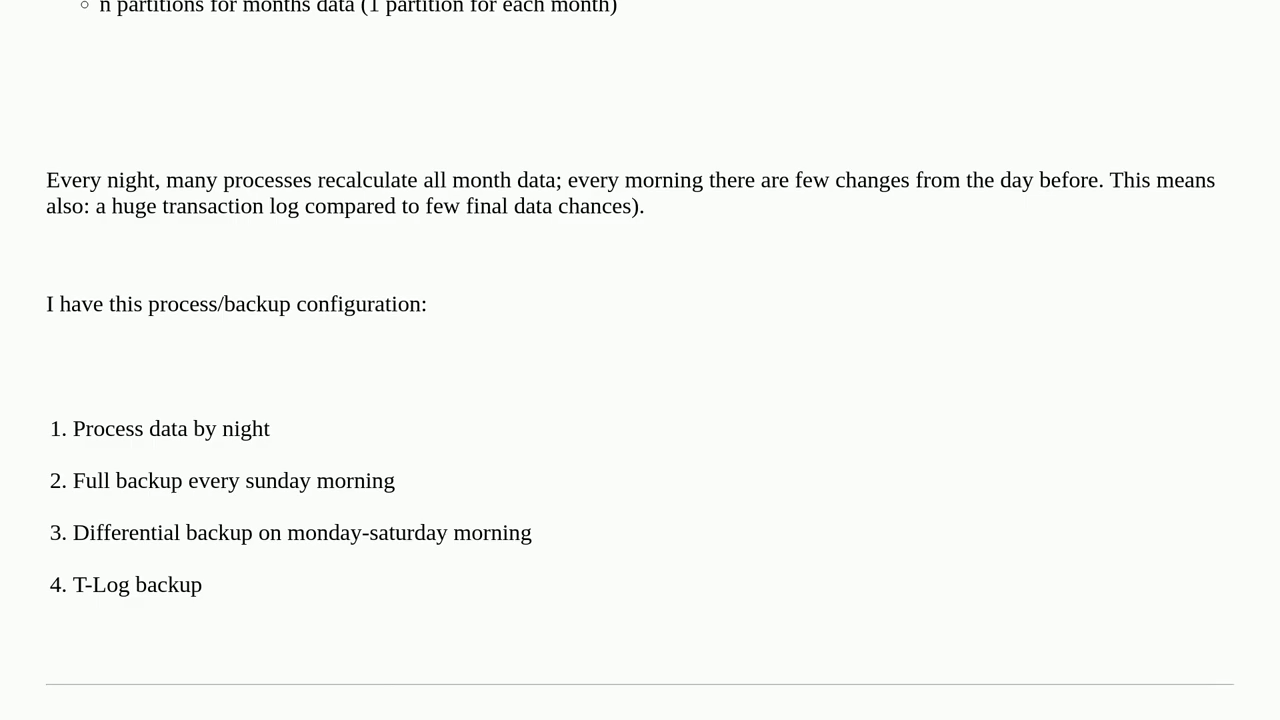 n partitions for months data (1 partition for each month)
Every night, many processes recalculate all month data; every morning there are few changes from the day before. This means
also: a huge transaction log compared to few final data chances).
I have this process/backup configuration:
1. Process data by night
2. Full backup every sunday morning
3. Differential backup on monday-saturday morning
4. T-Log backup